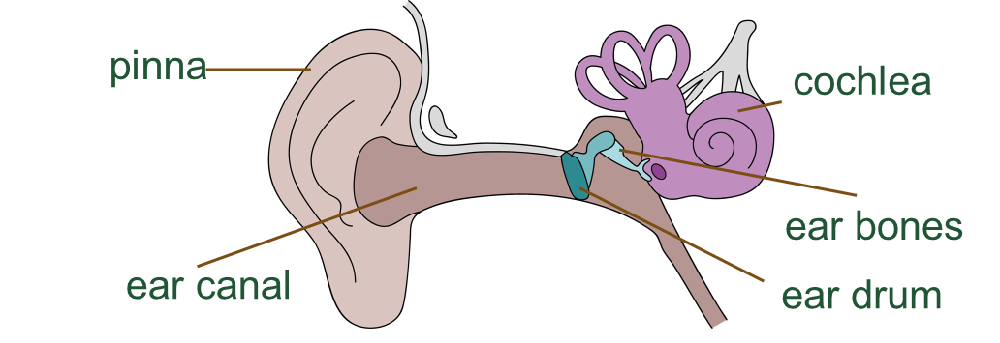 pinna
cochlea
ear bones
ear canal
ear drum